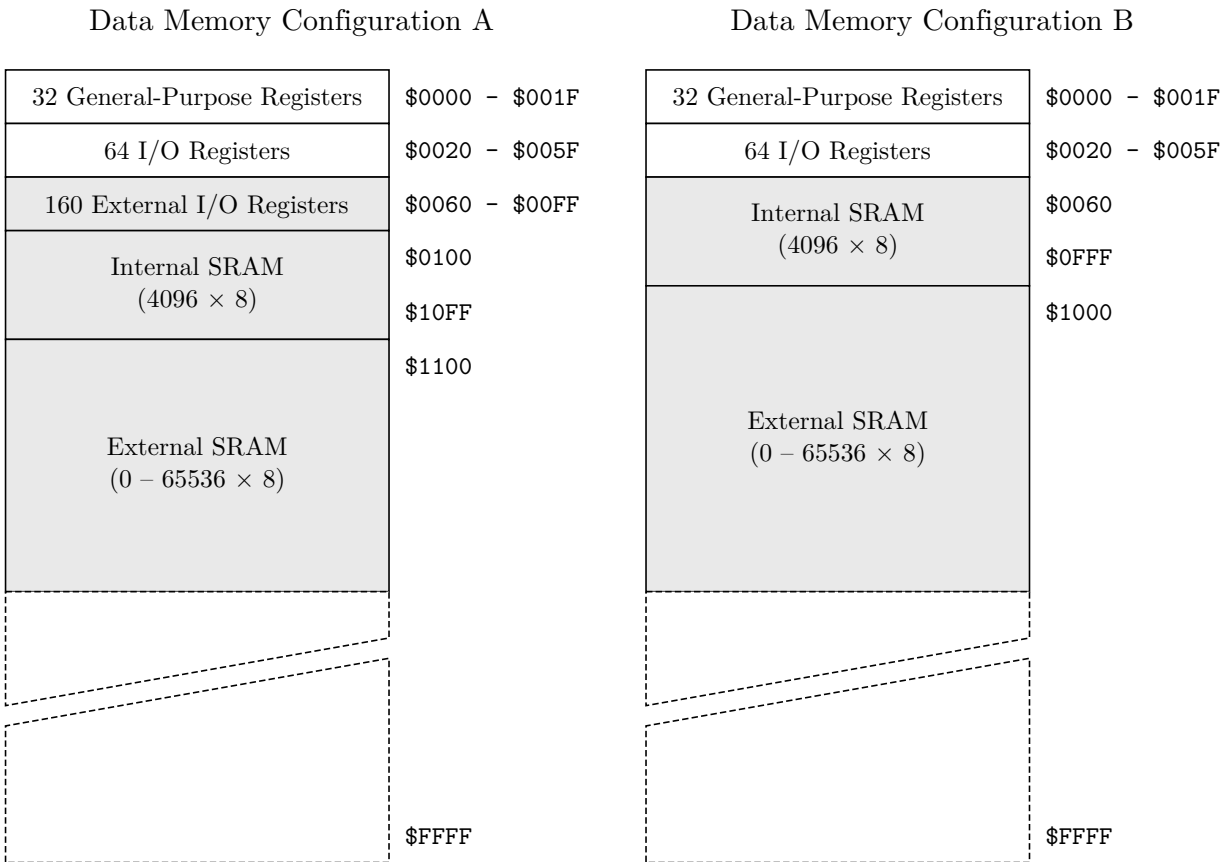 Data Memory Configuration A
32 General-Purpose Registers
$0000 - $001F
64 I/O Registers
$0020 - $005F
160 External I/O Registers
$0060 - $00FF
Internal SRAM
(4096 × 8)
$0100
$10FF
External SRAM
(0 – 65536 × 8)
$1100
$FFFF
Data Memory Configuration B
32 General-Purpose Registers
$0000 - $001F
64 I/O Registers
$0020 - $005F
Internal SRAM
(4096 × 8)
$0060
$0FFF
External SRAM
(0 – 65536 × 8)
$1000
$FFFF